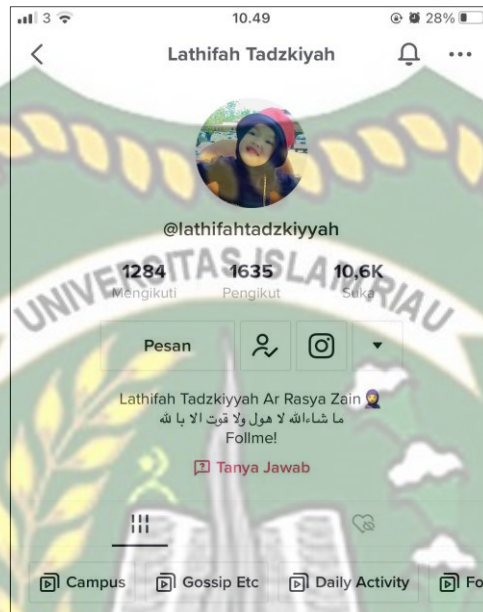 3 10.49 28%
Lathifah Tadzkiyah
@lathifahtadzkiyyah
1284 1635 10,6K
Mengikuti Pengikut Suka
UNIVERSITAS ISLAM RIAU
Pesan
Lathifah Tadzkiyyah Ar Rasya Zain
ما شاءالله لا هول ولا قوت الا با لله
Follme!
Tanya Jawab
Campus Gossip Etc Daily Activity Fo